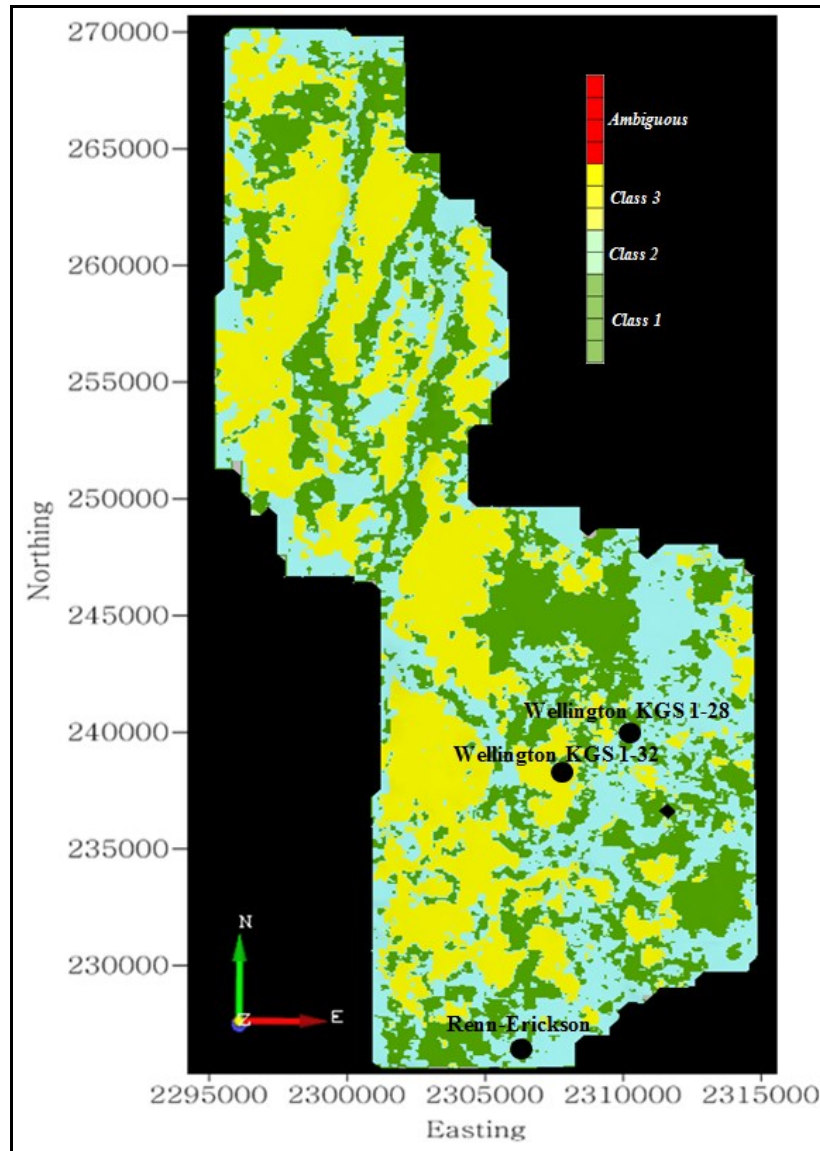 270000
265000
260000
255000
250000
245000
240000
235000
230000
Northing
Ambiguous
Class 3
Class 2
Class 1
Wellington KGS 1-28
Wellington KGS 1-32
Renn-Erickson
N
Z
E
2295000 2300000 2305000 2310000 2315000
Easting